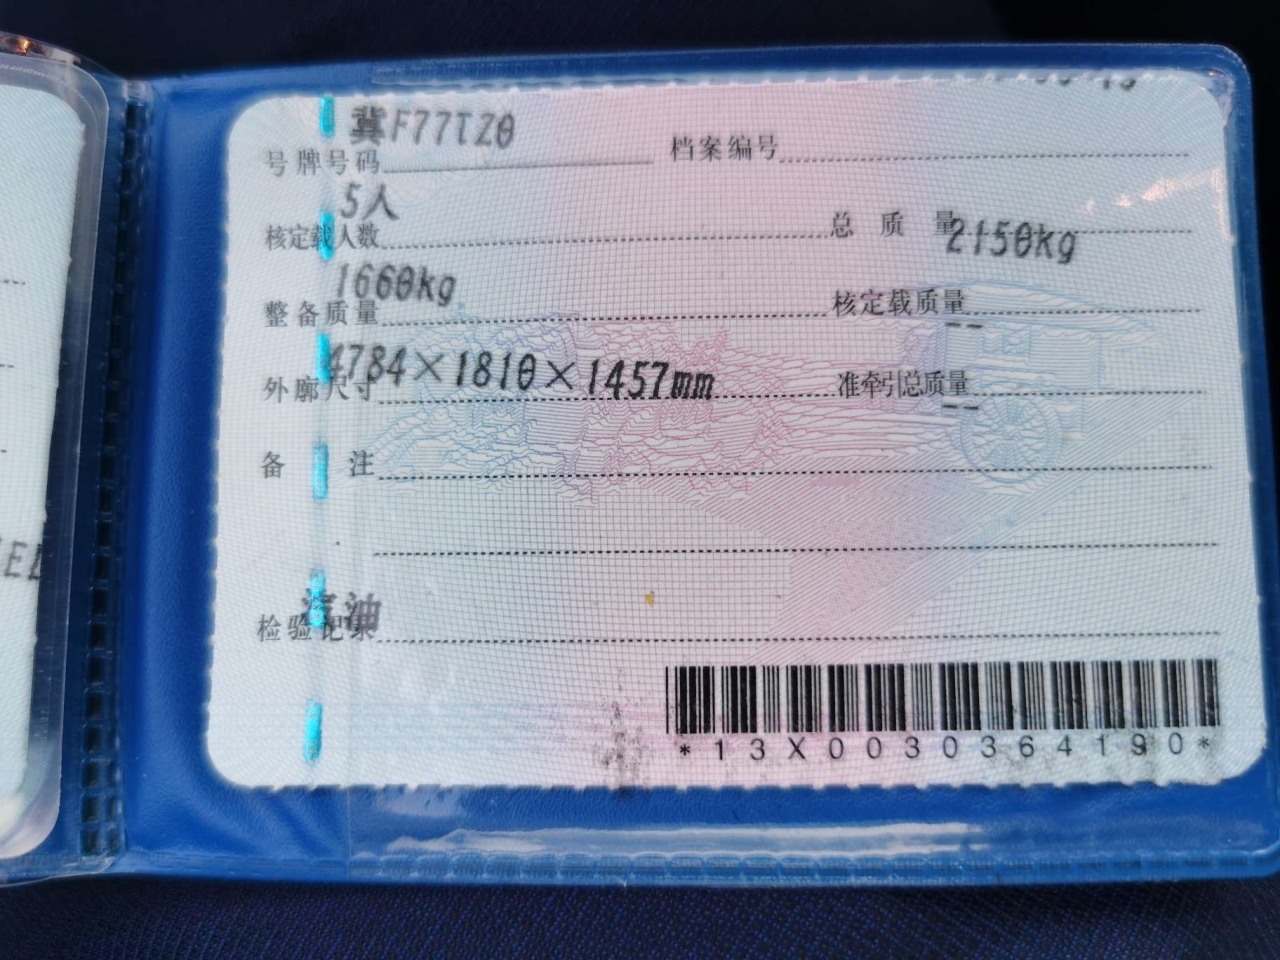 冀F77TZ0
号牌号码 档案编号
5人
核定载人数 总质量 2150kg
1660kg
整备质量 核定载质量 --
4784×1810×1457mm
外廓尺寸 准牵引总质量 --
备注
汽油
检验记录
*13X0030364190*